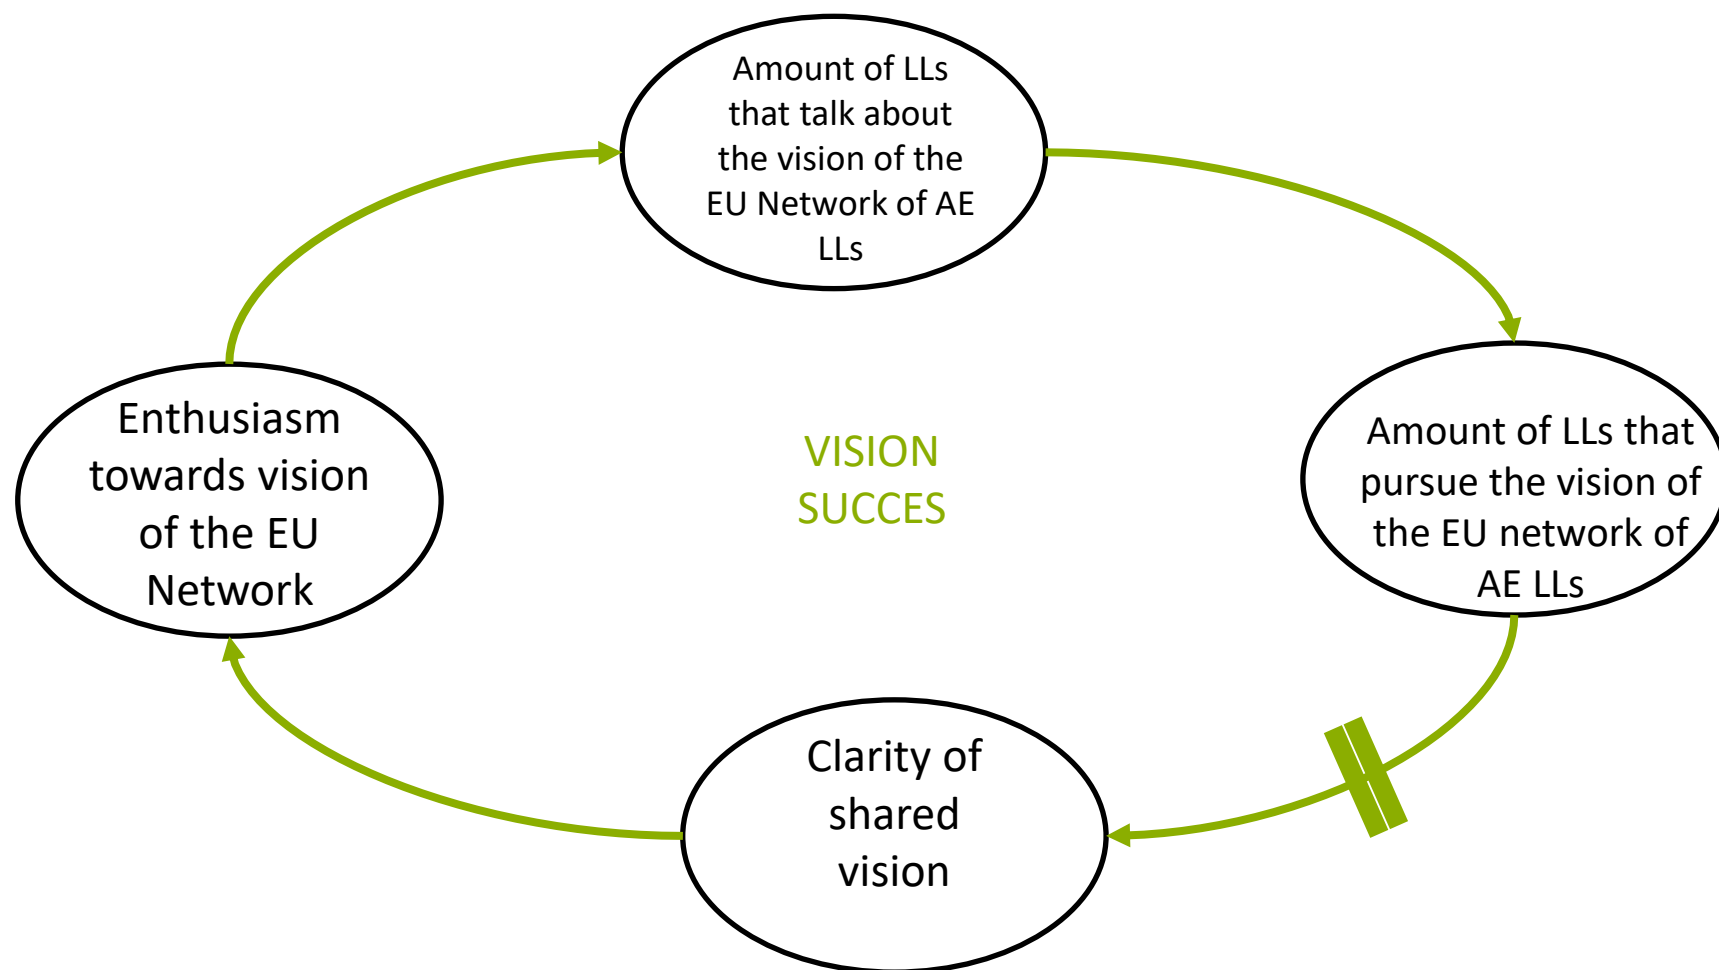 Amount of LLs
that talk about
the vision of the
EU Network of AE
LLs
Enthusiasm
towards vision
of the EU
Network
VISION
SUCCES
Amount of LLs that
pursue the vision of
the EU network of
AE LLs
Clarity of
shared
vision